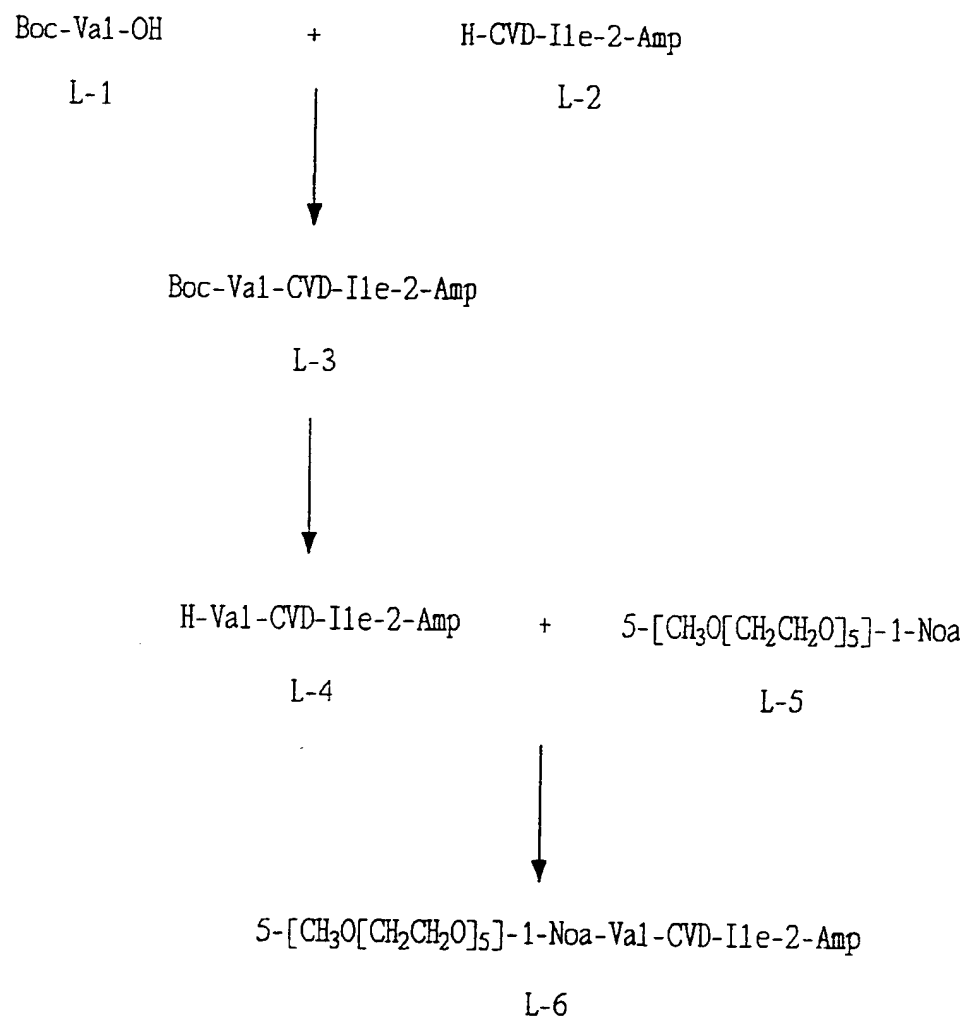 Boc-Val-OH + H-CVD-Ile-2-Amp
L-1 L-2
Boc-Val-CVD-Ile-2-Amp
L-3
H-Val-CVD-Ile-2-Amp + 5-[CH₃O[CH₂CH₂O]₅]-1-Noa
L-4 L-5
5-[CH₃O[CH₂CH₂O]₅]-1-Noa-Val-CVD-Ile-2-Amp
L-6